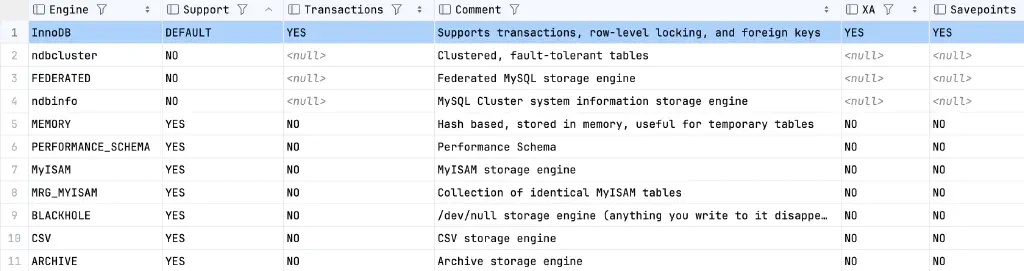 Engine Support Transactions Comment XA Savepoints
1 InnoDB DEFAULT YES Supports transactions, row-level locking, and foreign keys YES YES
2 ndbcluster NO <null> Clustered, fault-tolerant tables <null> <null>
3 FEDERATED NO <null> Federated MySQL storage engine <null> <null>
4 ndbinfo NO <null> MySQL Cluster system information storage engine <null> <null>
5 MEMORY YES NO Hash based, stored in memory, useful for temporary tables NO NO
6 PERFORMANCE_SCHEMA YES NO Performance Schema NO NO
7 MyISAM YES NO MyISAM storage engine NO NO
8 MRG_MYISAM YES NO Collection of identical MyISAM tables NO NO
9 BLACKHOLE YES NO /dev/null storage engine (anything you write to it disappe… NO NO
10 CSV YES NO CSV storage engine NO NO
11 ARCHIVE YES NO Archive storage engine NO NO